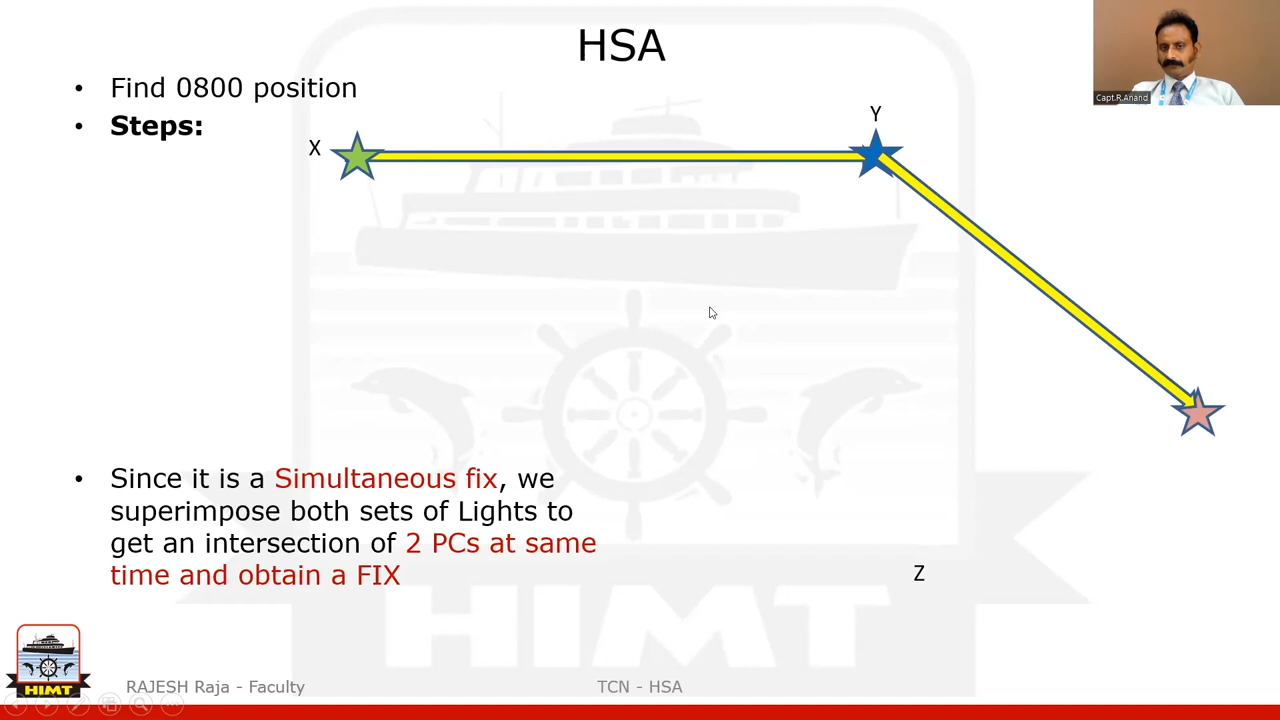 HSA
• Find 0800 position
• Steps:
Capt.R.Anand
Y
X
• Since it is a Simultaneous fix, we
superimpose both sets of Lights to
get an intersection of 2 PCs at same
time and obtain a FIX
Z
HIMT
HIMT
RAJESH Raja - Faculty
TCN - HSA